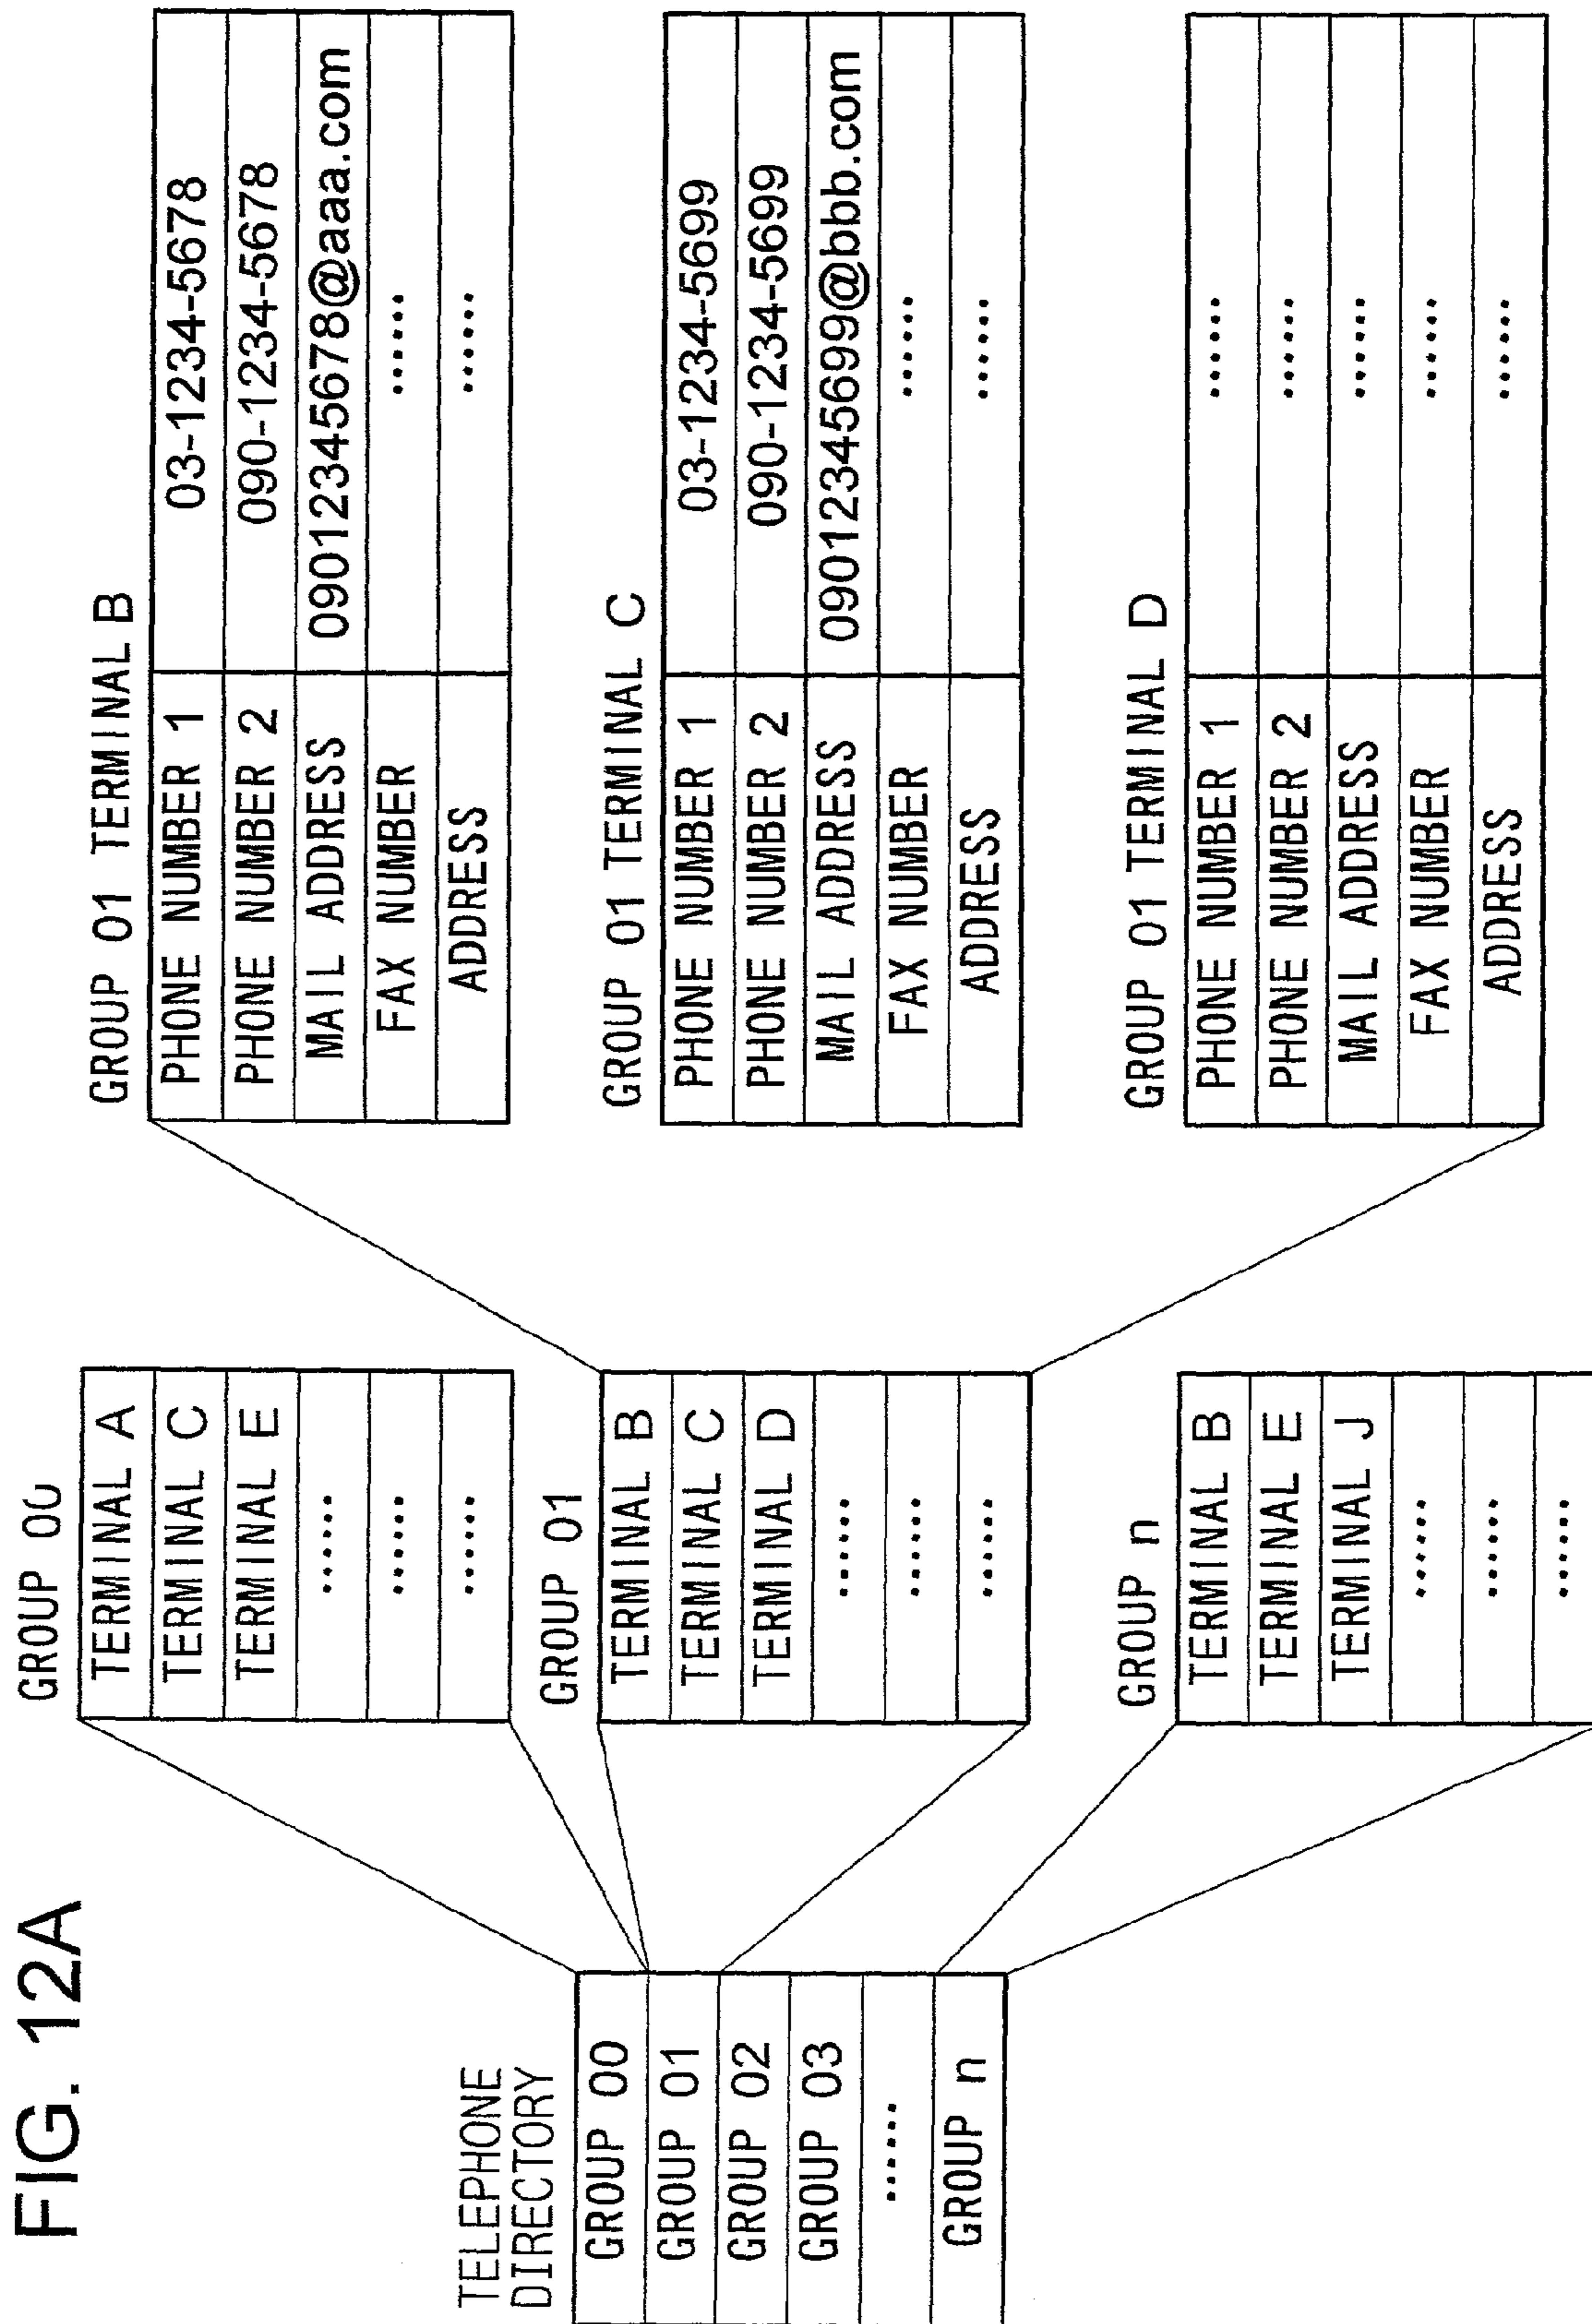 FIG. 12A
TELEPHONE
DIRECTORY
GROUP 00
GROUP 01
GROUP 02
GROUP 03
......
GROUP n
GROUP 00
TERMINAL A
TERMINAL C
TERMINAL E
......
......
......
GROUP 01
TERMINAL B
TERMINAL C
TERMINAL D
......
......
......
GROUP n
TERMINAL B
TERMINAL E
TERMINAL J
......
......
......
GROUP 01 TERMINAL B
PHONE NUMBER 1 03-1234-5678
PHONE NUMBER 2 090-1234-5678
MAIL ADDRESS 09012345678@aaa.com
FAX NUMBER ......
ADDRESS ......
GROUP 01 TERMINAL C
PHONE NUMBER 1 03-1234-5699
PHONE NUMBER 2 090-1234-5699
MAIL ADDRESS 09012345699@bbb.com
FAX NUMBER ......
ADDRESS ......
GROUP 01 TERMINAL D
PHONE NUMBER 1 ......
PHONE NUMBER 2 ......
MAIL ADDRESS ......
FAX NUMBER ......
ADDRESS ......